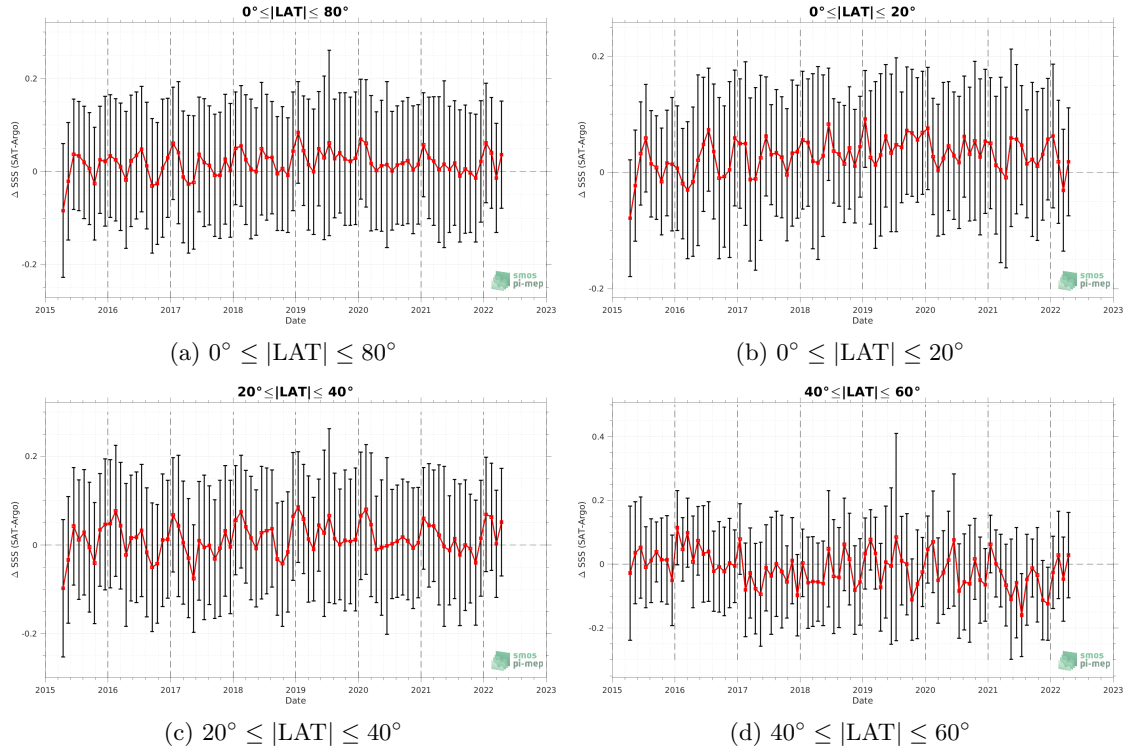 0°≤|LAT|≤ 80°
Δ SSS (SAT-Argo)
0.2
0
-0.2
2015 2016 2017 2018 2019 2020 2021 2022 2023
Date
smos
pi-mep
(a) 0° ≤ |LAT| ≤ 80°
0°≤|LAT|≤ 20°
Δ SSS (SAT-Argo)
0.2
0
-0.2
2015 2016 2017 2018 2019 2020 2021 2022 2023
Date
smos
pi-mep
(b) 0° ≤ |LAT| ≤ 20°
20°≤|LAT|≤ 40°
Δ SSS (SAT-Argo)
0.2
0
-0.2
2015 2016 2017 2018 2019 2020 2021 2022 2023
Date
smos
pi-mep
(c) 20° ≤ |LAT| ≤ 40°
40°≤|LAT|≤ 60°
Δ SSS (SAT-Argo)
0.4
0.2
0
-0.2
2015 2016 2017 2018 2019 2020 2021 2022 2023
Date
smos
pi-mep
(d) 40° ≤ |LAT| ≤ 60°